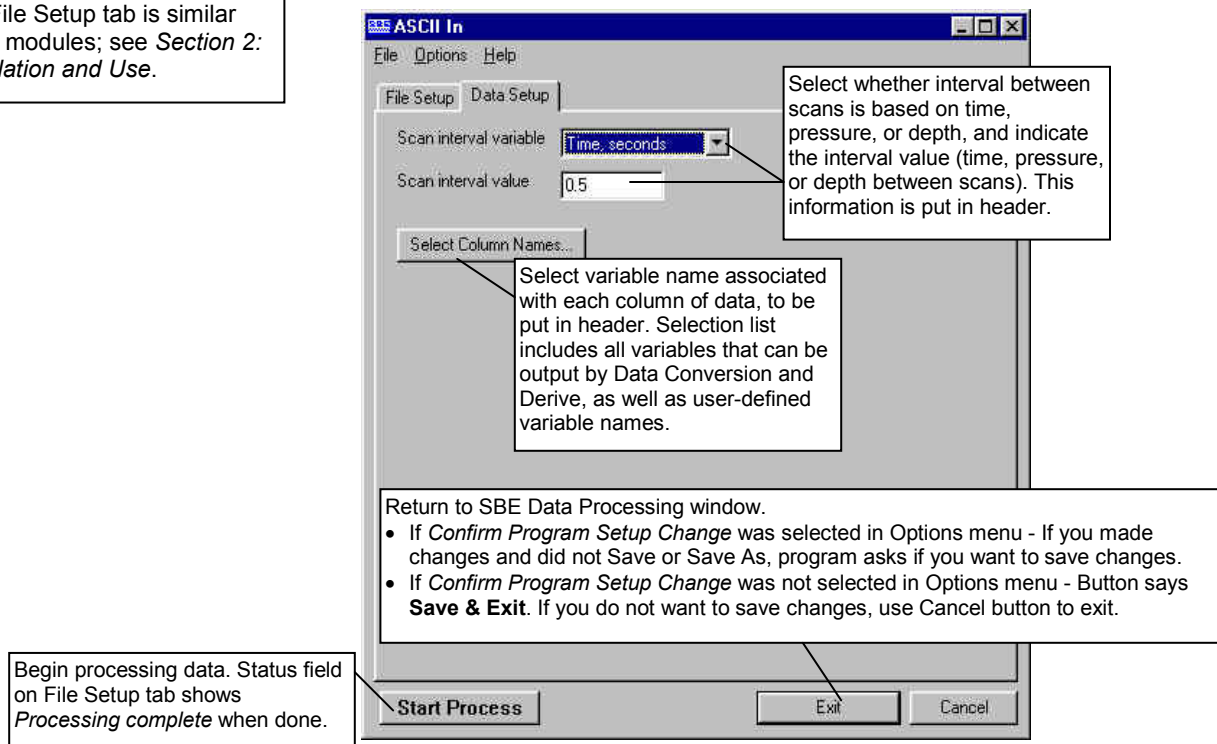 File Setup tab is similar
modules; see Section 2:
lation and Use.
SBE ASCII In
File Options Help
File Setup Data Setup
Scan interval variable Time, seconds
Scan interval value 0.5
Select Column Names...
Select whether interval between
scans is based on time,
pressure, or depth, and indicate
the interval value (time, pressure,
or depth between scans). This
information is put in header.
Select variable name associated
with each column of data, to be
put in header. Selection list
includes all variables that can be
output by Data Conversion and
Derive, as well as user-defined
variable names.
Return to SBE Data Processing window.
• If Confirm Program Setup Change was selected in Options menu - If you made
changes and did not Save or Save As, program asks if you want to save changes.
• If Confirm Program Setup Change was not selected in Options menu - Button says
Save & Exit. If you do not want to save changes, use Cancel button to exit.
Begin processing data. Status field
on File Setup tab shows
Processing complete when done.
Start Process Exit Cancel